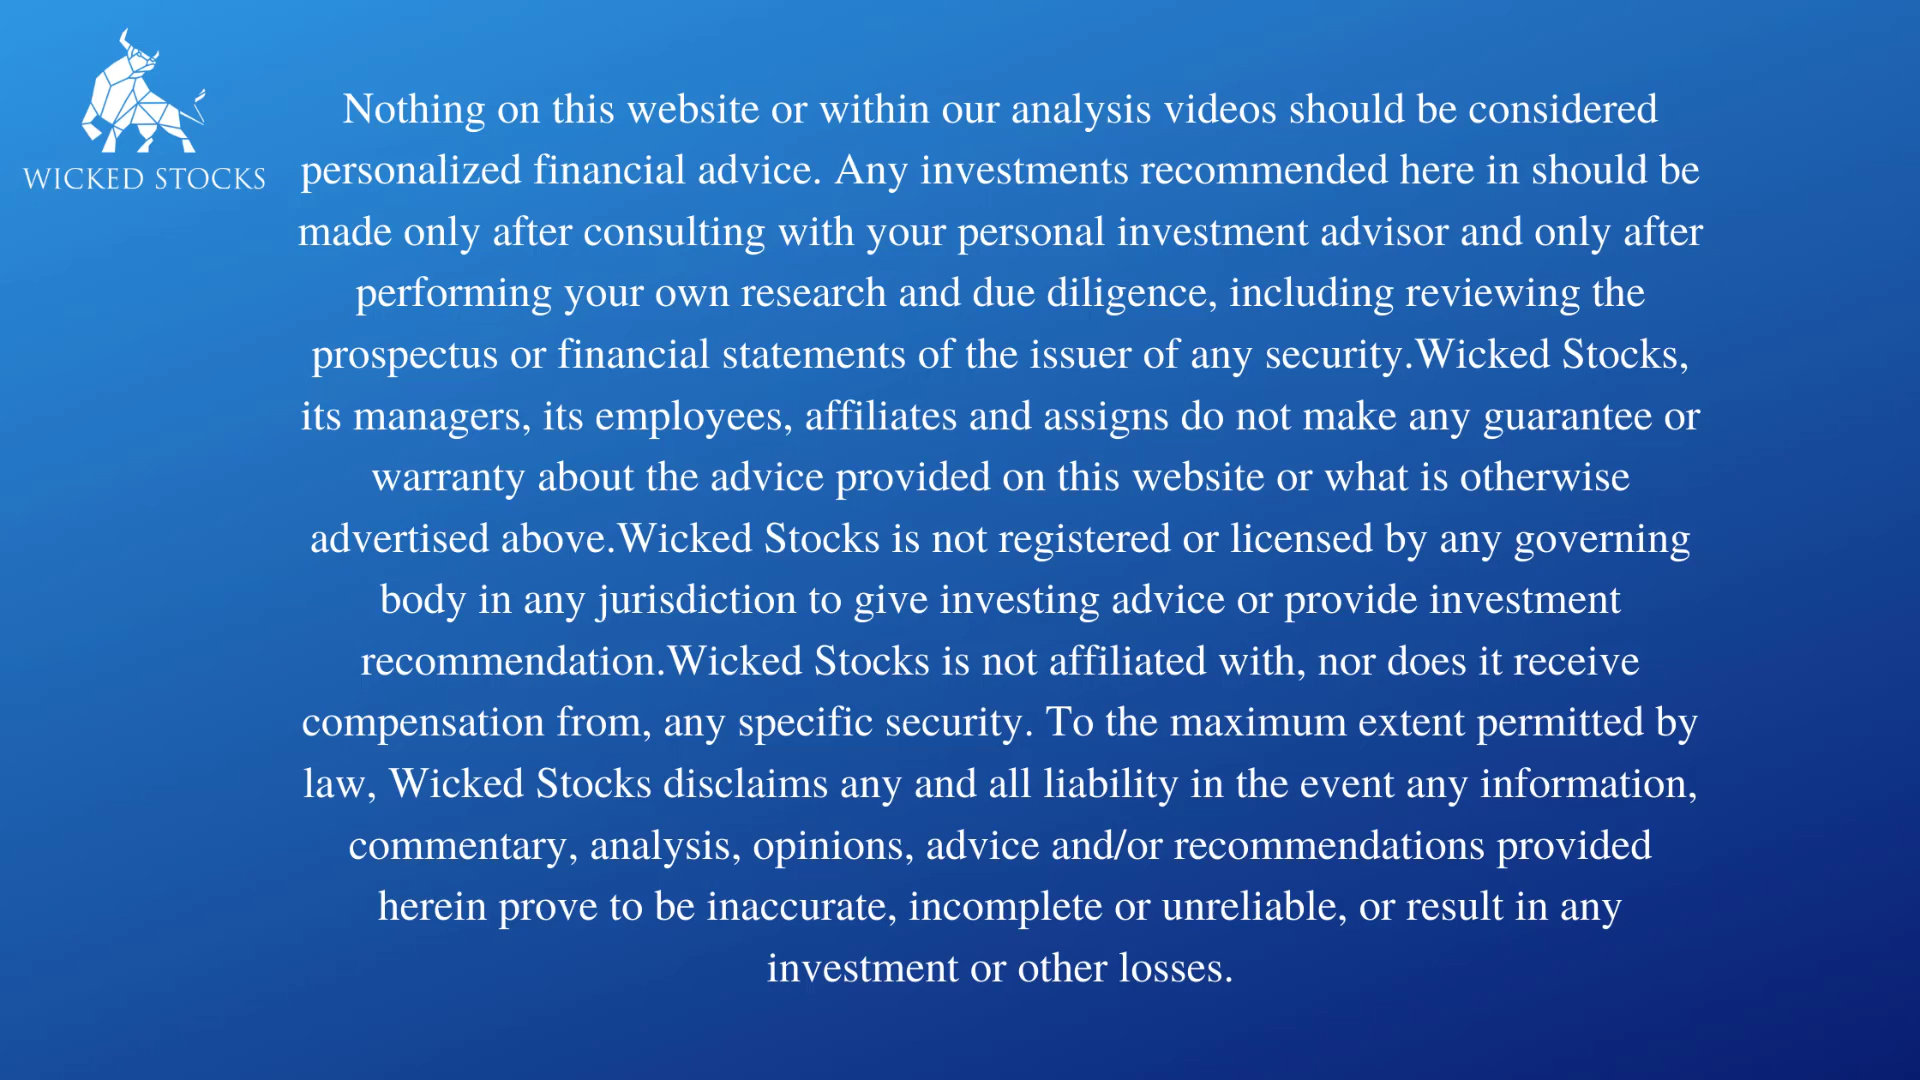 WICKED STOCKS
Nothing on this website or within our analysis videos should be considered
personalized financial advice. Any investments recommended here in should be
made only after consulting with your personal investment advisor and only after
performing your own research and due diligence, including reviewing the
prospectus or financial statements of the issuer of any security.Wicked Stocks,
its managers, its employees, affiliates and assigns do not make any guarantee or
warranty about the advice provided on this website or what is otherwise
advertised above.Wicked Stocks is not registered or licensed by any governing
body in any jurisdiction to give investing advice or provide investment
recommendation.Wicked Stocks is not affiliated with, nor does it receive
compensation from, any specific security. To the maximum extent permitted by
law, Wicked Stocks disclaims any and all liability in the event any information,
commentary, analysis, opinions, advice and/or recommendations provided
herein prove to be inaccurate, incomplete or unreliable, or result in any
investment or other losses.